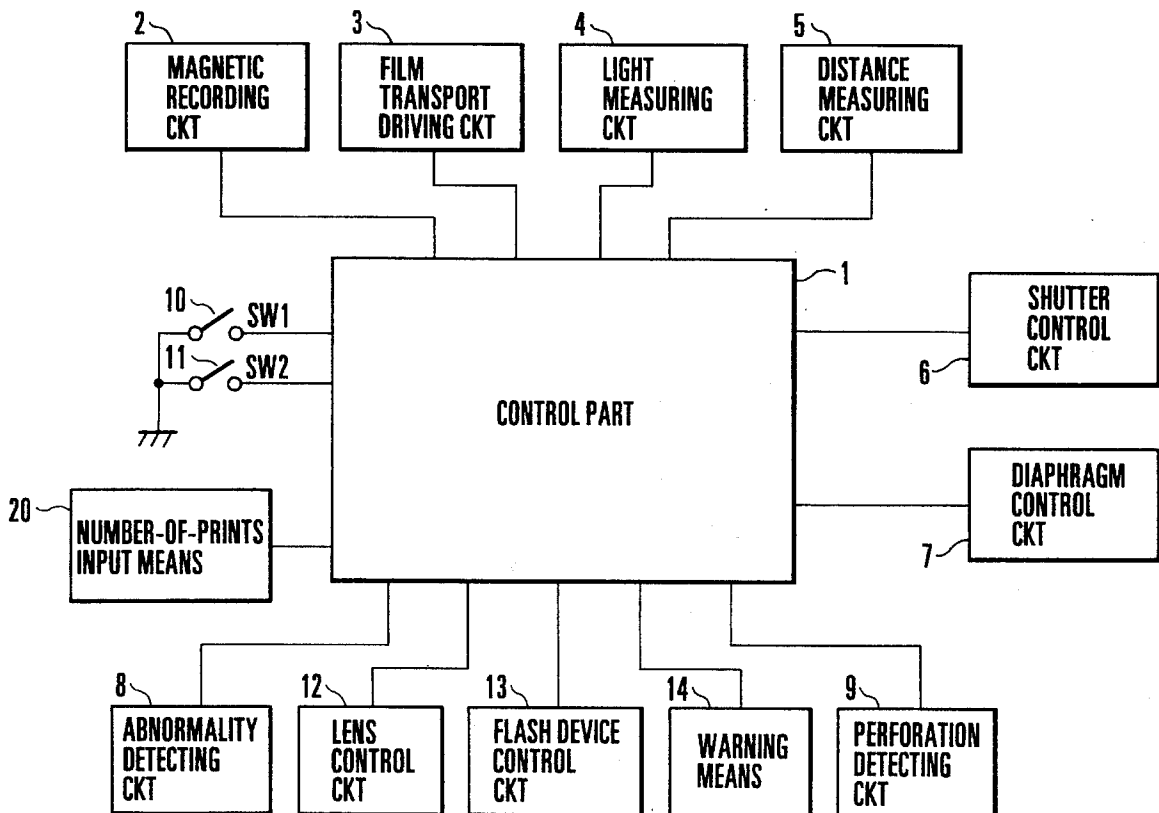 2
MAGNETIC
RECORDING
CKT
3
FILM
TRANSPORT
DRIVING CKT
4
LIGHT
MEASURING
CKT
5
DISTANCE
MEASURING
CKT
1
CONTROL PART
10
SW1
11
SW2
SHUTTER
CONTROL
CKT
6
20
NUMBER-OF-PRINTS
INPUT MEANS
DIAPHRAGM
CONTROL
CKT
7
8
ABNORMALITY
DETECTING
CKT
12
LENS
CONTROL
CKT
13
FLASH DEVICE
CONTROL
CKT
14
WARNING
MEANS
9
PERFORATION
DETECTING
CKT